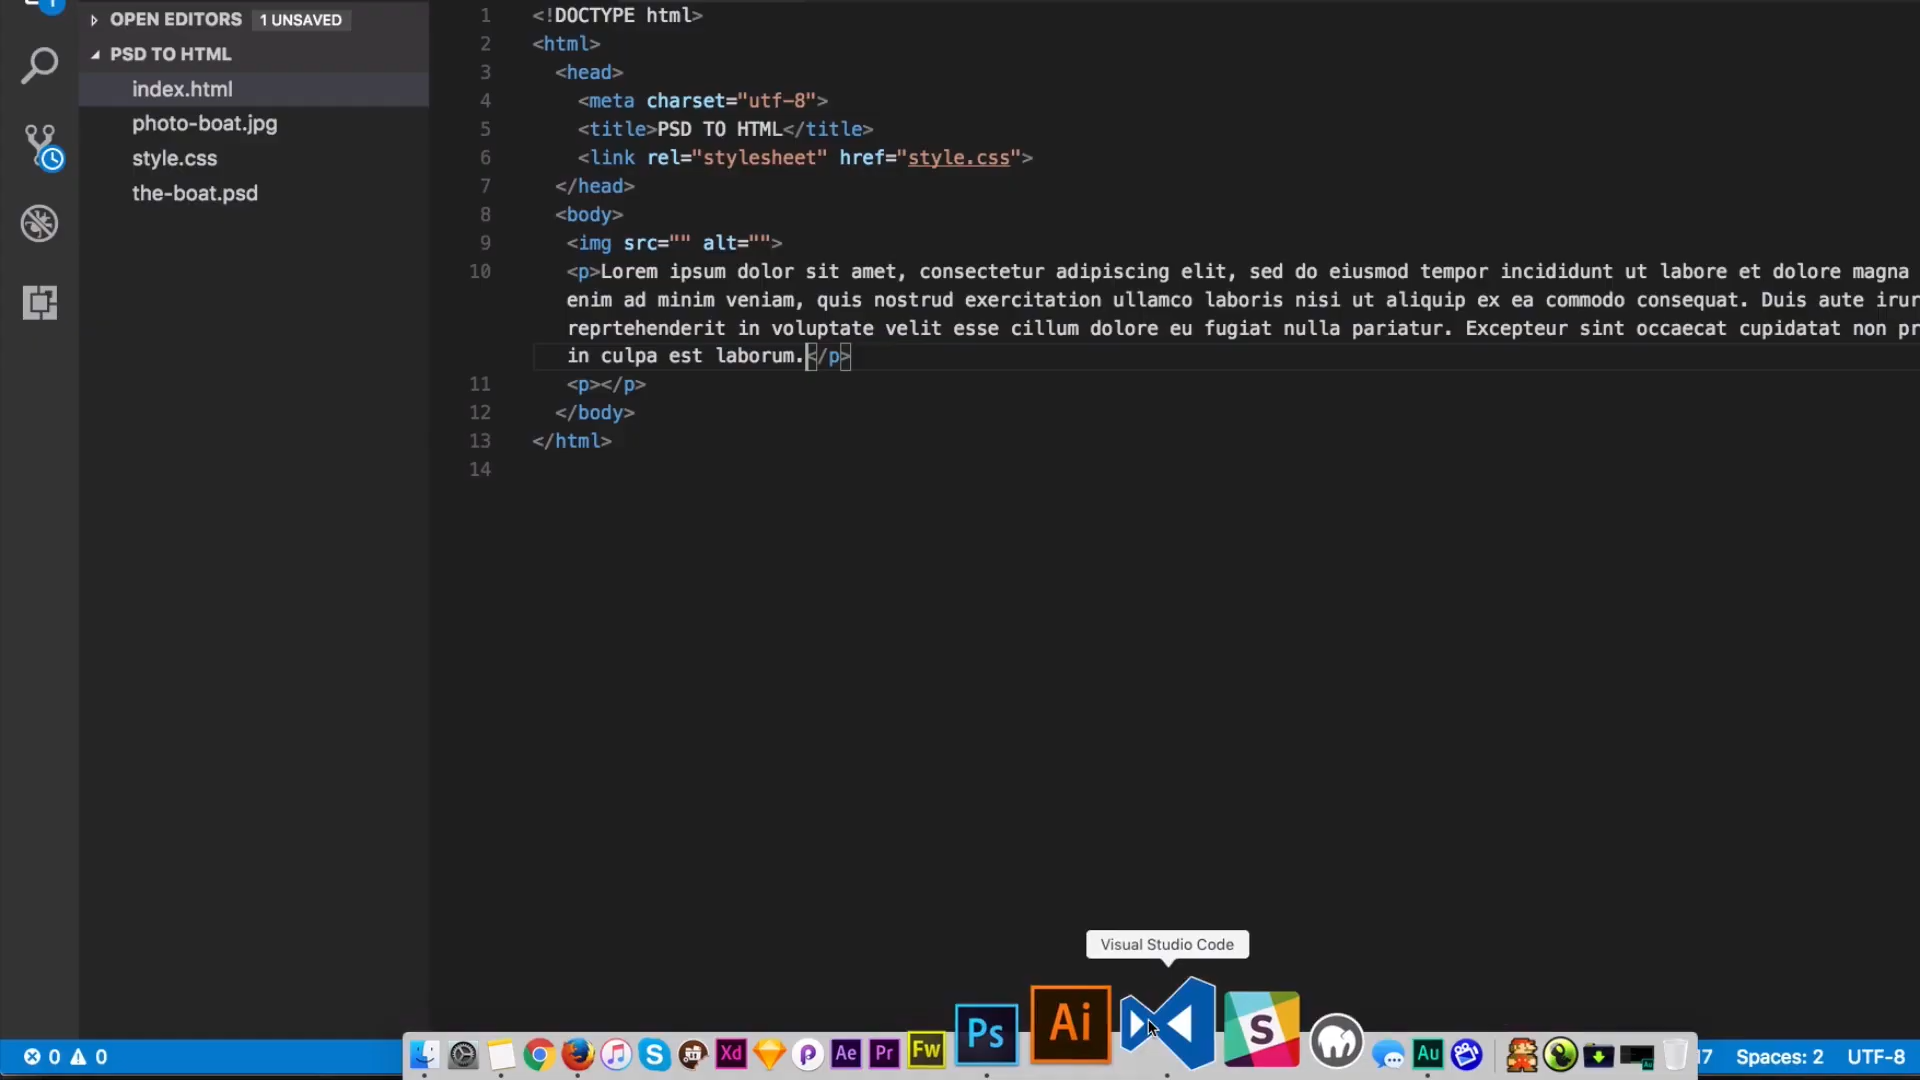 OPEN EDITORS 1 UNSAVED
PSD TO HTML
index.html
photo-boat.jpg
style.css
the-boat.psd
1 <!DOCTYPE html>
2 <html>
3 <head>
4 <meta charset="utf-8">
5 <title>PSD TO HTML</title>
6 <link rel="stylesheet" href="style.css">
7 </head>
8 <body>
9 <img src="" alt="">
10 <p>Lorem ipsum dolor sit amet, consectetur adipiscing elit, sed do eiusmod tempor incididunt ut labore et dolore magna
enim ad minim veniam, quis nostrud exercitation ullamco laboris nisi ut aliquip ex ea commodo consequat. Duis aute irur
reprtehenderit in voluptate velit esse cillum dolore eu fugiat nulla pariatur. Excepteur sint occaecat cupidatat non pr
in culpa est laborum.</p>
11 <p></p>
12 </body>
13 </html>
14
Visual Studio Code
Ps Ai S
Xd Ae Pr Fw Au
0 0 17 Spaces: 2 UTF-8